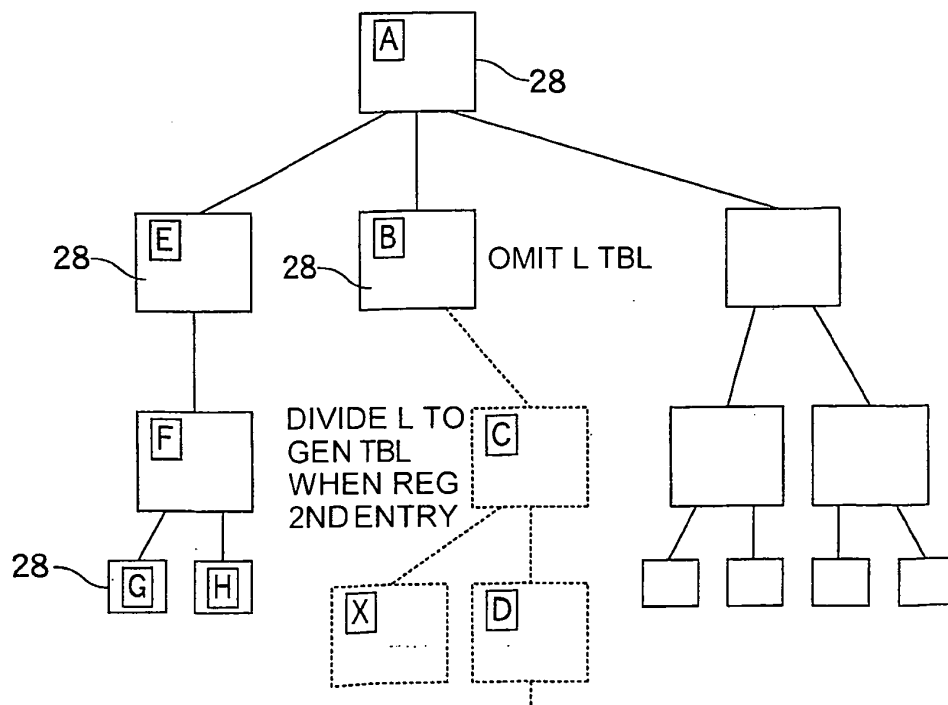 A
28
E
28
B
28
OMIT L TBL
F
DIVIDE L TO
GEN TBL
WHEN REG
2ND ENTRY
C
28
G
H
X
D